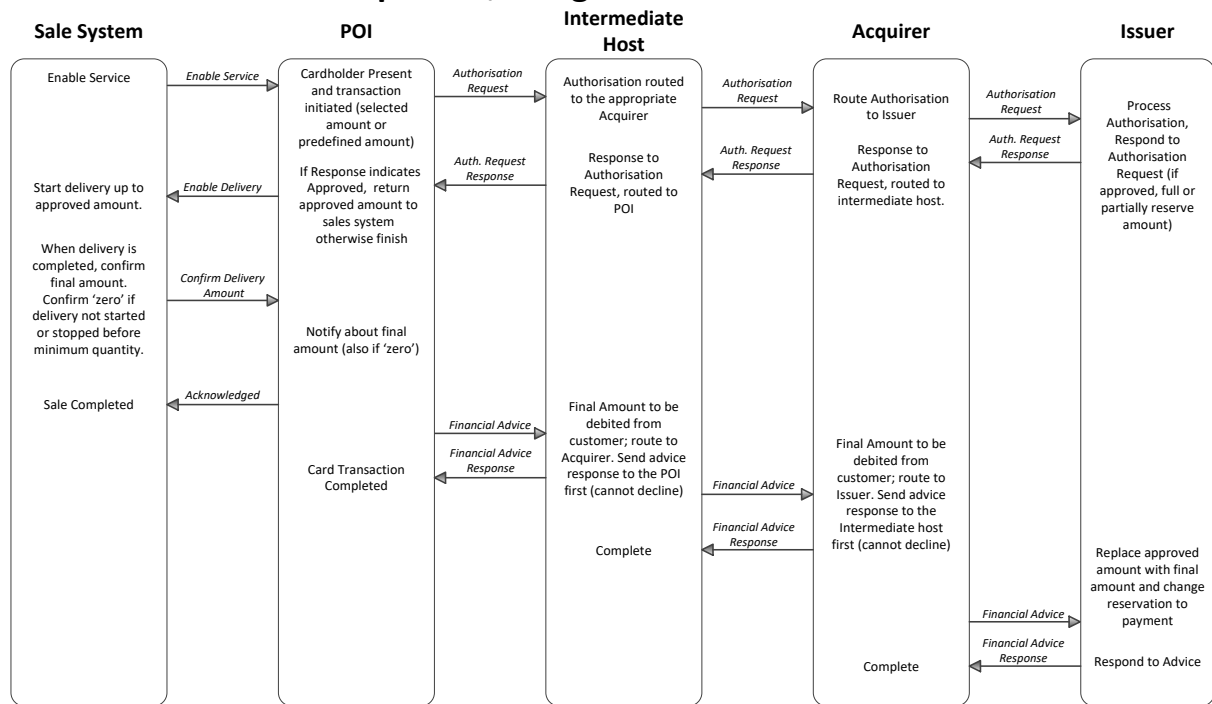 Sale System
POI
Intermediate
Host
Acquirer
Issuer
Enable Service
Enable Service
Cardholder Present
and transaction
initiated (selected
amount or
predefined amount)
Authorisation
Request
Authorisation routed
to the appropriate
Acquirer
Authorisation
Request
Route Authorisation
to Issuer
Authorisation
Request
Process
Authorisation,
Respond to
Authorisation
Request (if
approved, full or
partially reserve
amount)
Auth. Request
Response
Response to
Authorisation
Request, routed to
intermediate host.
Auth. Request
Response
Response to
Authorisation
Request, routed to
POI
Auth. Request
Response
If Response indicates
Approved, return
approved amount to
sales system
otherwise finish
Enable Delivery
Start delivery up to
approved amount.
When delivery is
completed, confirm
final amount.
Confirm ‘zero’ if
delivery not started
or stopped before
minimum quantity.
Confirm Delivery
Amount
Notify about final
amount (also if ‘zero’)
Acknowledged
Sale Completed
Financial Advice
Final Amount to be
debited from
customer; route to
Acquirer. Send advice
response to the POI
first (cannot decline)
Financial Advice
Response
Card Transaction
Completed
Financial Advice
Final Amount to be
debited from
customer; route to
Issuer. Send advice
response to the
Intermediate host
first (cannot decline)
Financial Advice
Response
Complete
Financial Advice
Replace approved
amount with final
amount and change
reservation to
payment
Financial Advice
Response
Respond to Advice
Complete